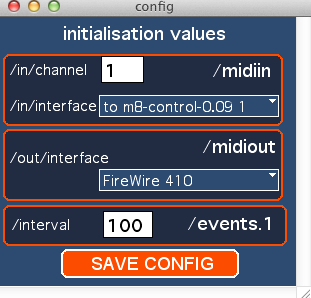 config
initialisation values
/in/channel 1 /midiin
/in/interface to m8-control-0.09 1
/midiout
/out/interface
FireWire 410
/interval 100 /events.1
SAVE CONFIG